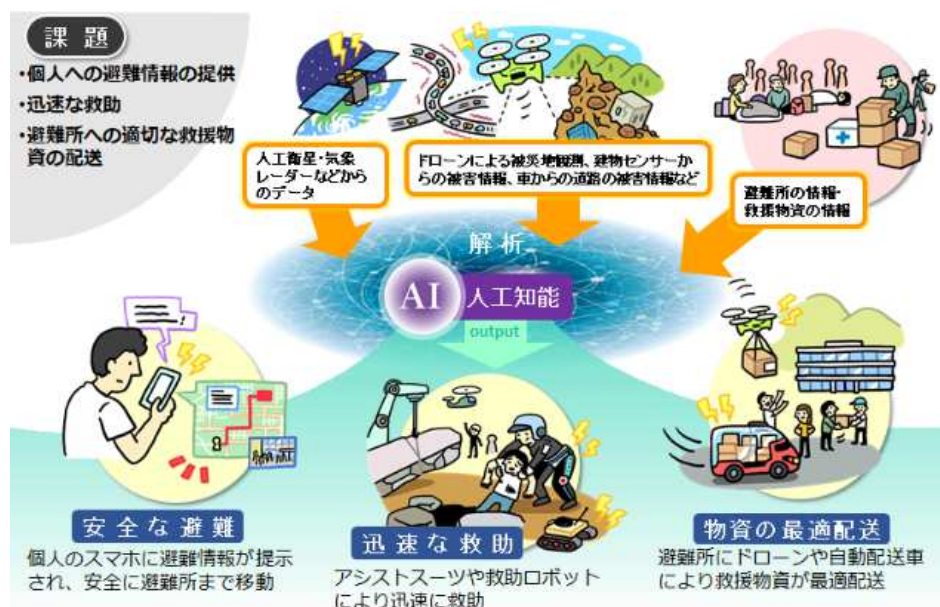 課題
・個人への避難情報の提供
・迅速な救助
・避難所への適切な救援物
資の配送
人工衛星・気象
レーダーなどから
のデータ
ドローンによる被災地観測、建物センサーか
らの被害情報、車からの道路の被害情報など
避難所の情報・
救援物資の情報
解析
AI 人工知能
output
安全な避難
個人のスマホに避難情報が提示
され、安全に避難所まで移動
迅速な救助
アシストスーツや救助ロボット
により迅速に救助
物資の最適配送
避難所にドローンや自動配送車
により救援物資が最適配送